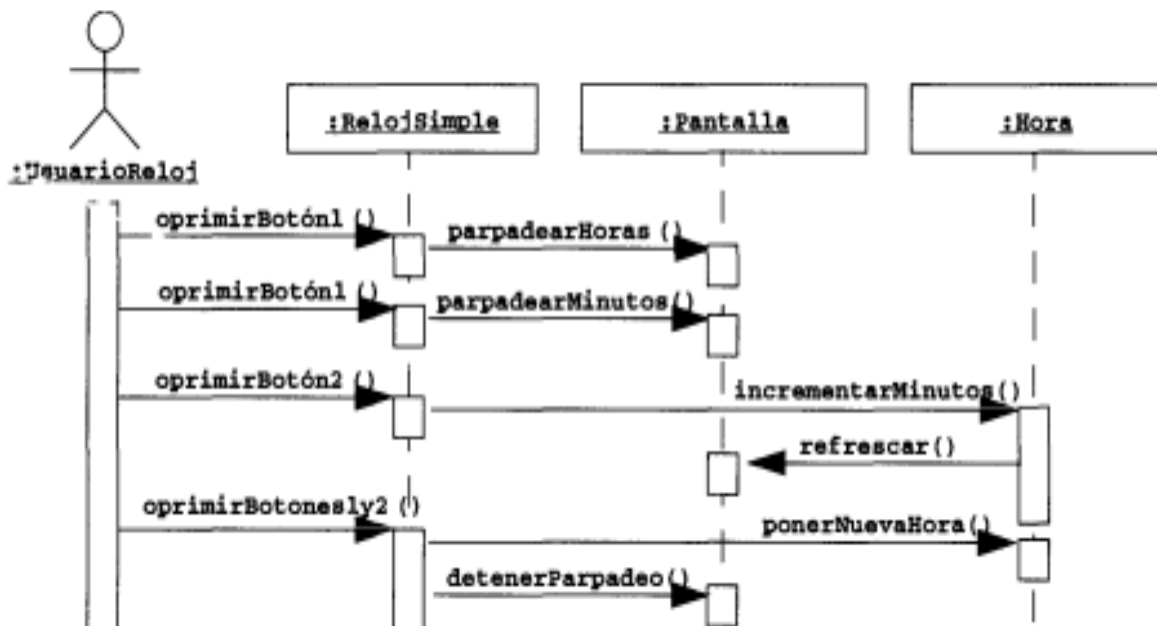 :RelojSimple
:Pantalla
:Hora
:UsuarioReloj
oprimirBotón1 ()
parpadearHoras ()
oprimirBotón1 ()
parpadearMinutos()
oprimirBotón2 ()
incrementarMinutos()
refrescar()
oprimirBotones1y2 ()
ponerNuevaHora()
detenerParpadeo()